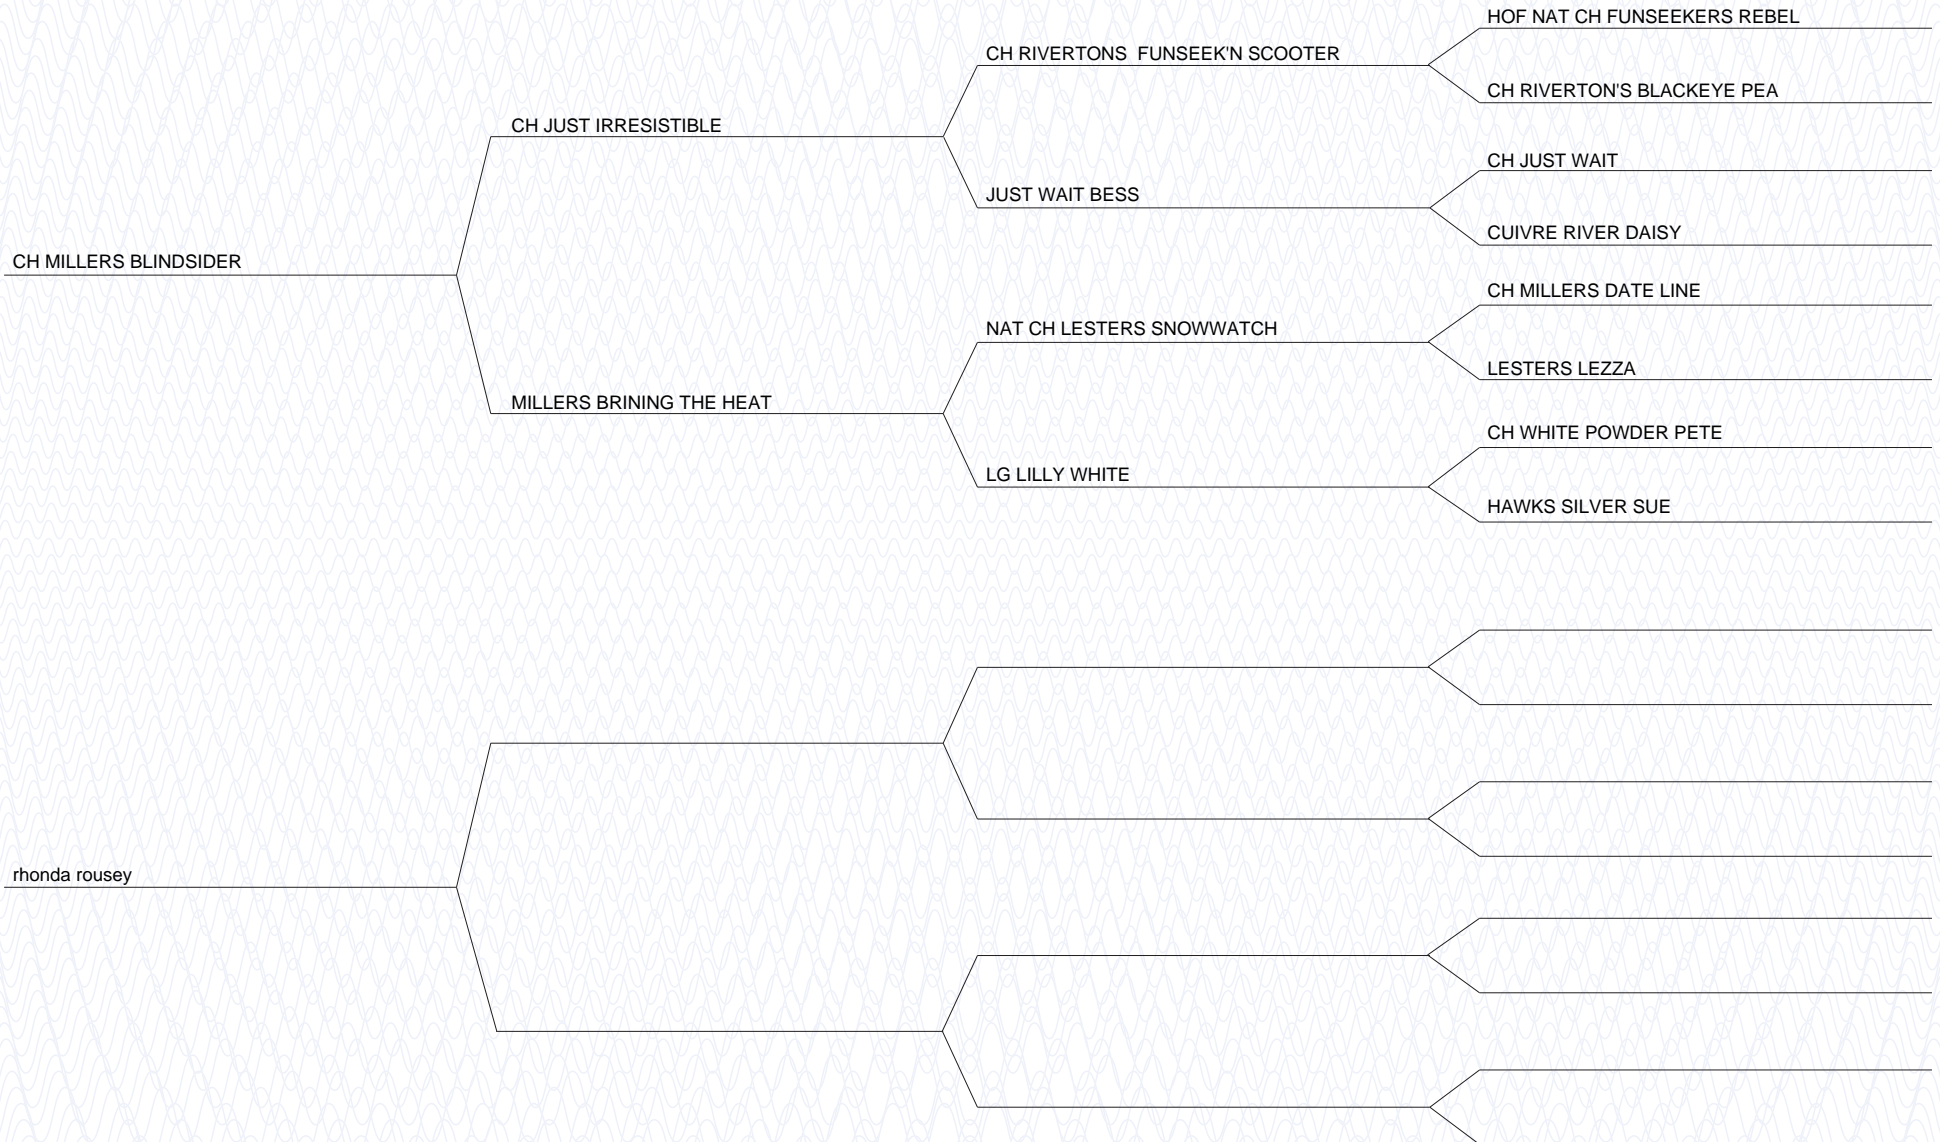 HOF NAT CH FUNSEEKERS REBEL
CH RIVERTONS  FUNSEEK'N SCOOTER
CH RIVERTON'S BLACKEYE PEA
CH JUST IRRESISTIBLE
CH JUST WAIT
JUST WAIT BESS
CUIVRE RIVER DAISY
CH MILLERS BLINDSIDER
CH MILLERS DATE LINE
NAT CH LESTERS SNOWWATCH
LESTERS LEZZA
MILLERS BRINING THE HEAT
CH WHITE POWDER PETE
LG LILLY WHITE
HAWKS SILVER SUE
rhonda rousey